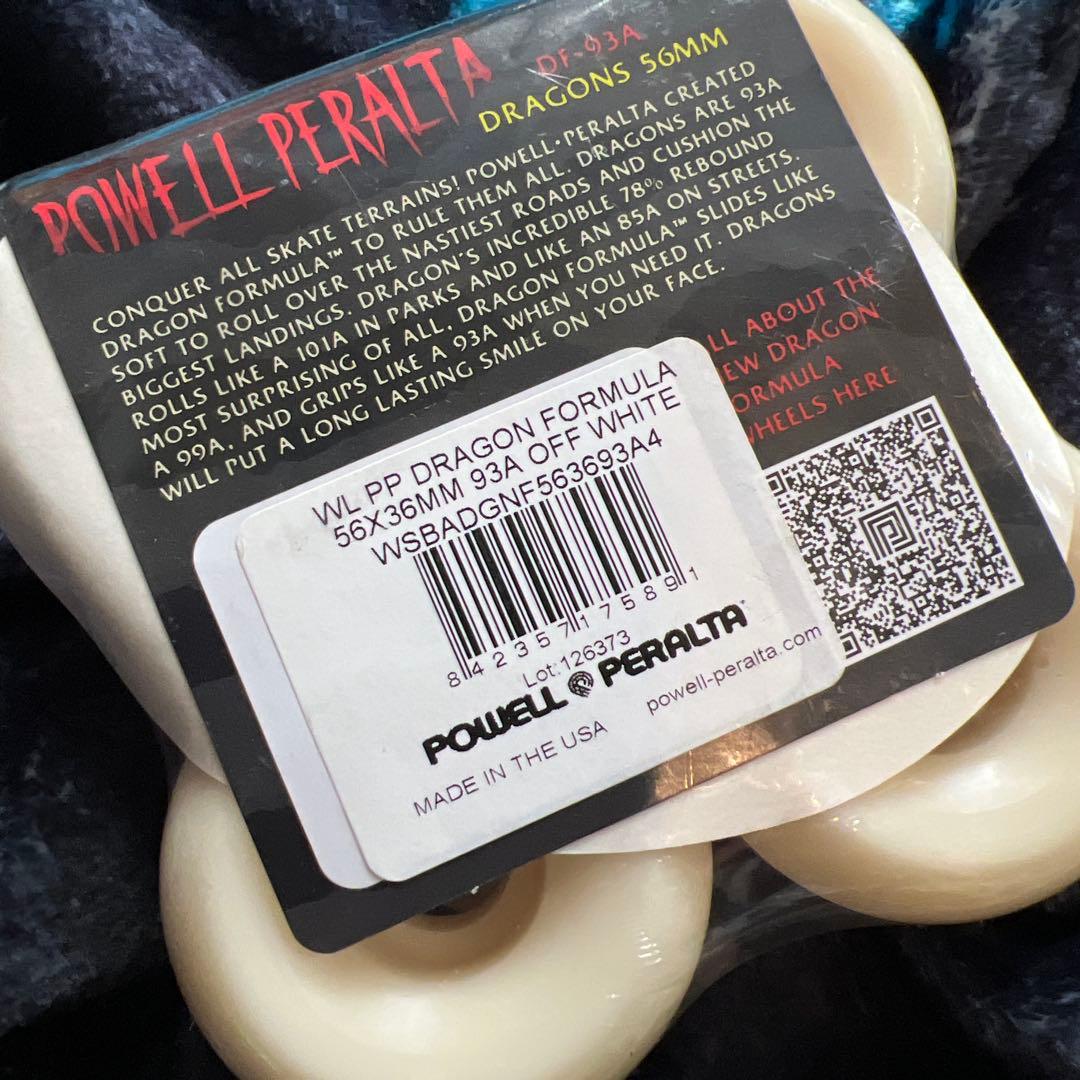 POWELL PERALTA
DF-93A
DRAGONS 56MM
CONQUER ALL SKATE TERRAINS! POWELL•PERALTA CREATED
DRAGON FORMULA™ TO RULE THEM ALL. DRAGONS ARE 93A
SOFT TO ROLL OVER THE NASTIEST ROADS AND CUSHION THE
BIGGEST LANDINGS. DRAGON'S INCREDIBLE 78% REBOUND
ROLLS LIKE A 101A IN PARKS AND LIKE AN 85A ON STREETS.
MOST SURPRISING OF ALL, DRAGON FORMULA™ SLIDES LIKE
A 99A, AND GRIPS LIKE A 93A WHEN YOU NEED IT. DRAGONS
WILL PUT A LONG LASTING SMILE ON YOUR FACE.
LL ABOUT THE
EW DRAGON
ORMULA
WHEELS HERE
WL PP DRAGON FORMULA
56X36MM 93A OFF WHITE
WSBADGNF563693A4
8 42357 17589 1
Lot: 126373
POWELL PERALTA
MADE IN THE USA
powell-peralta.com